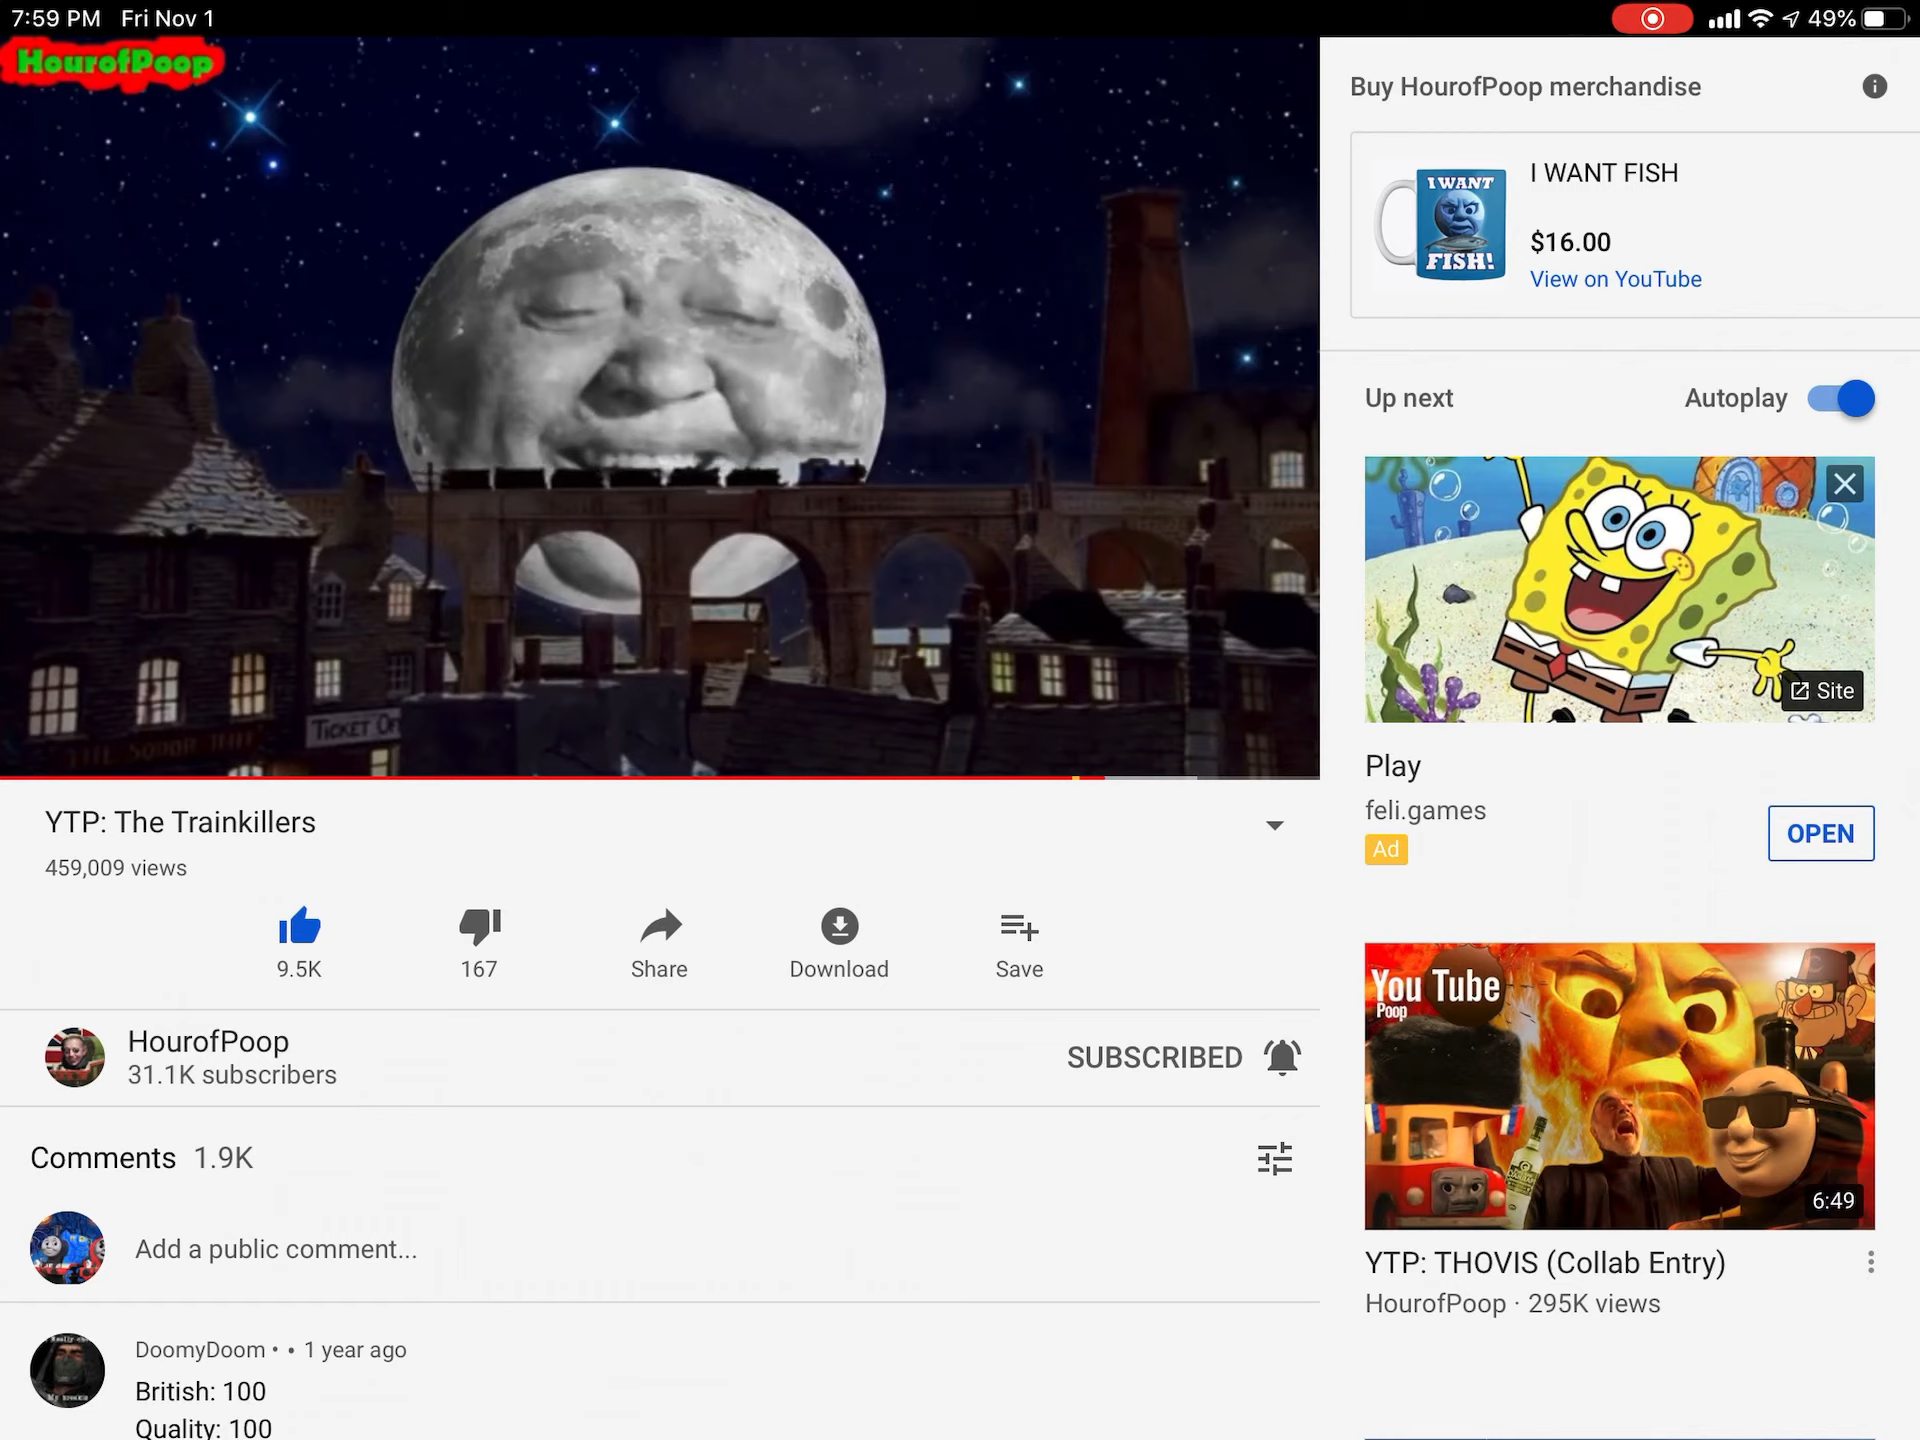 7:59 PM Fri Nov 1
49%
HourofPoop
TICKET OF
YTP: The Trainkillers
459,009 views
9.5K
167
Share
Download
Save
HourofPoop
31.1K subscribers
SUBSCRIBED
Comments 1.9K
Add a public comment...
DoomyDoom • • 1 year ago
British: 100
Quality: 100
Buy HourofPoop merchandise
I WANT
FISH!
I WANT FISH
$16.00
View on YouTube
Up next
Autoplay
Site
Play
feli.games
Ad
OPEN
You Tube
Poop
6:49
YTP: THOVIS (Collab Entry)
HourofPoop · 295K views